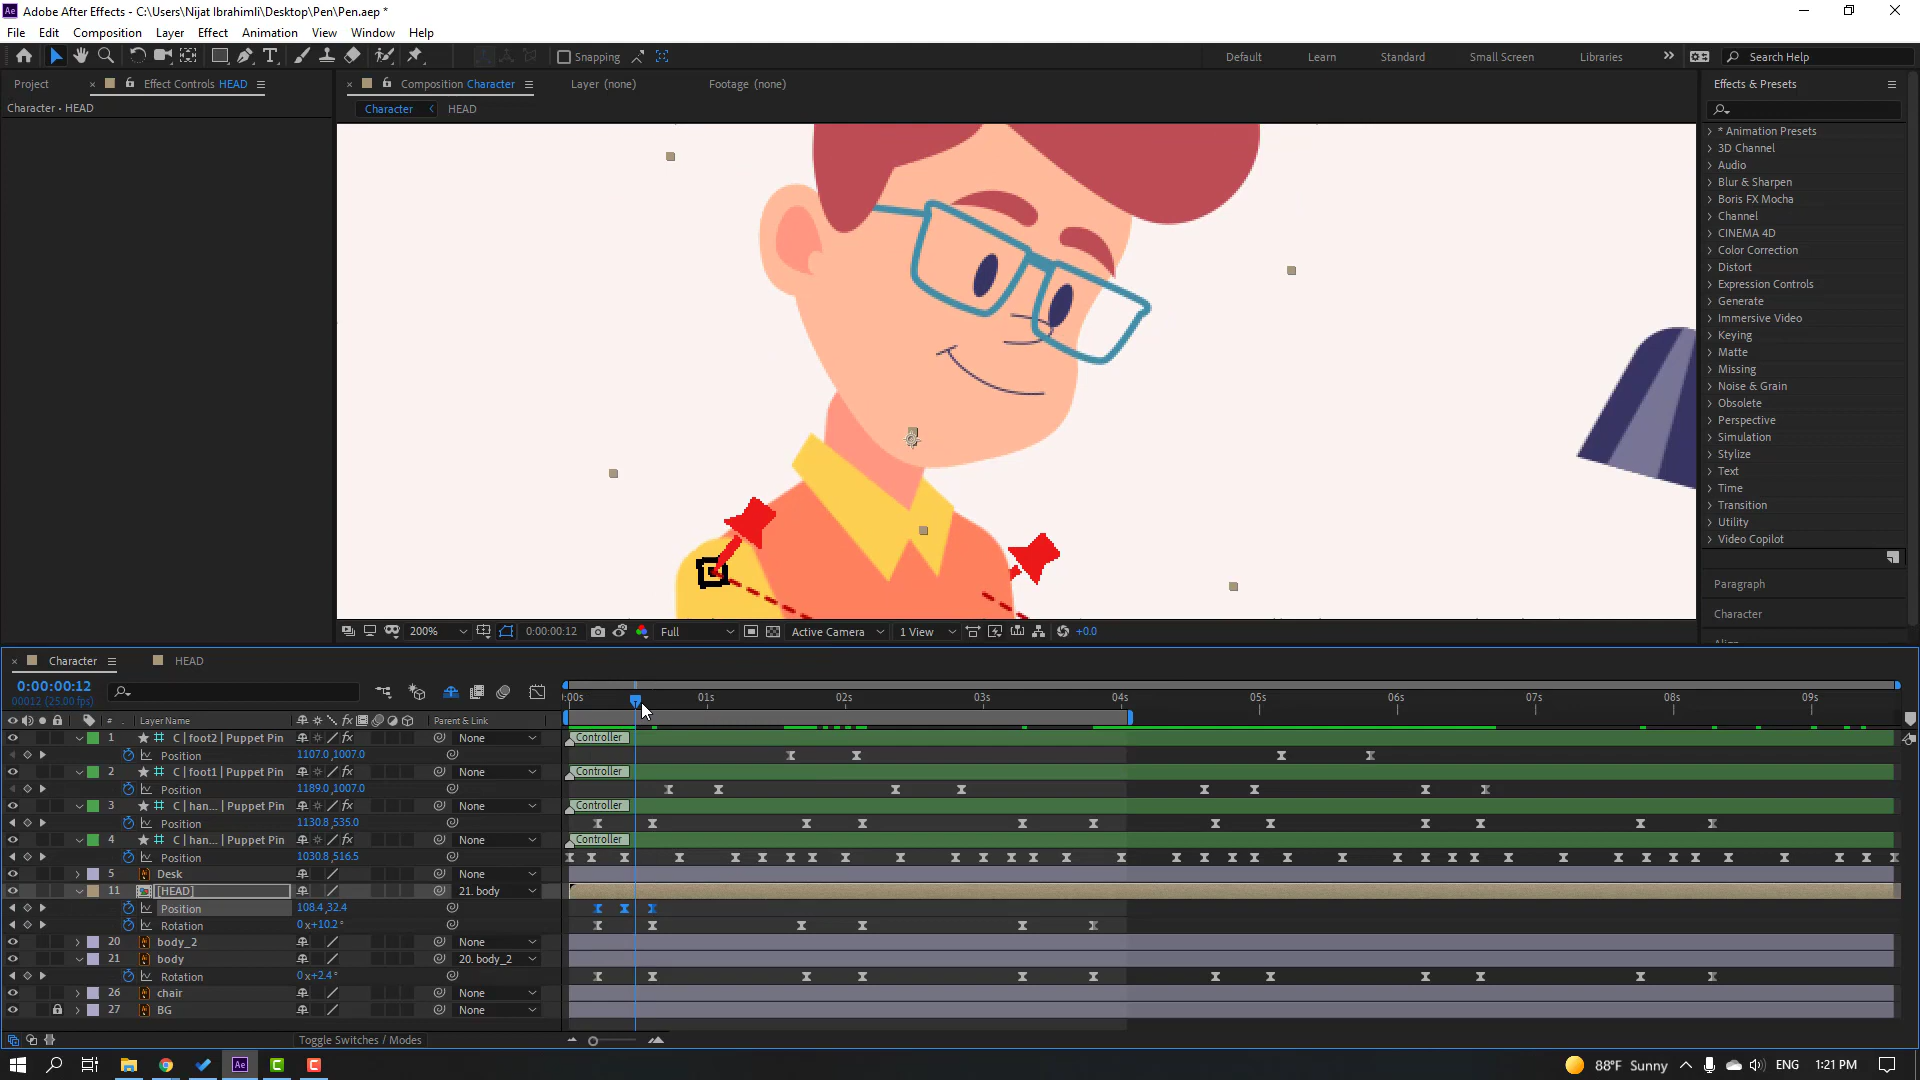 Adobe After Effects - C:\Users\Nijat Ibrahimli\Desktop\Pen\Pen.aep *
File Edit Composition Layer Effect Animation View Window Help
Snapping
Default Learn Standard Small Screen Libraries
Search Help
Project
Effect Controls HEAD
Composition Character
Layer (none)
Footage (none)
Effects & Presets
Character • HEAD
Character HEAD
* Animation Presets
3D Channel
Audio
Blur & Sharpen
Boris FX Mocha
Channel
CINEMA 4D
Color Correction
Distort
Expression Controls
Generate
Immersive Video
Keying
Matte
Missing
Noise & Grain
Obsolete
Perspective
Simulation
Stylize
Text
Time
Transition
Utility
Video Copilot
Paragraph
Character
200% 0:00:00:12 Full Active Camera 1 View +0.0
Character HEAD
0:00:00:12
00012 (25.00 fps)
:00s 01s 02s 03s 04s 05s 06s 07s 08s 09s
# Layer Name Parent & Link
1 C | foot2 | Puppet Pin None Controller
Position 1107.0,1007.0
2 C | foot1 | Puppet Pin None Controller
Position 1189.0,1007.0
3 C | han... | Puppet Pin None Controller
Position 1130.8,535.0
4 C | han... | Puppet Pin None Controller
Position 1030.8,516.5
5 Desk None
11 [HEAD] 21. body
Position 108.4,32.4
Rotation 0x+10.2°
20 body_2 None
21 body 20. body_2
Rotation 0x+2.4°
26 chair None
27 BG None
Toggle Switches / Modes
88°F Sunny ENG 1:21 PM